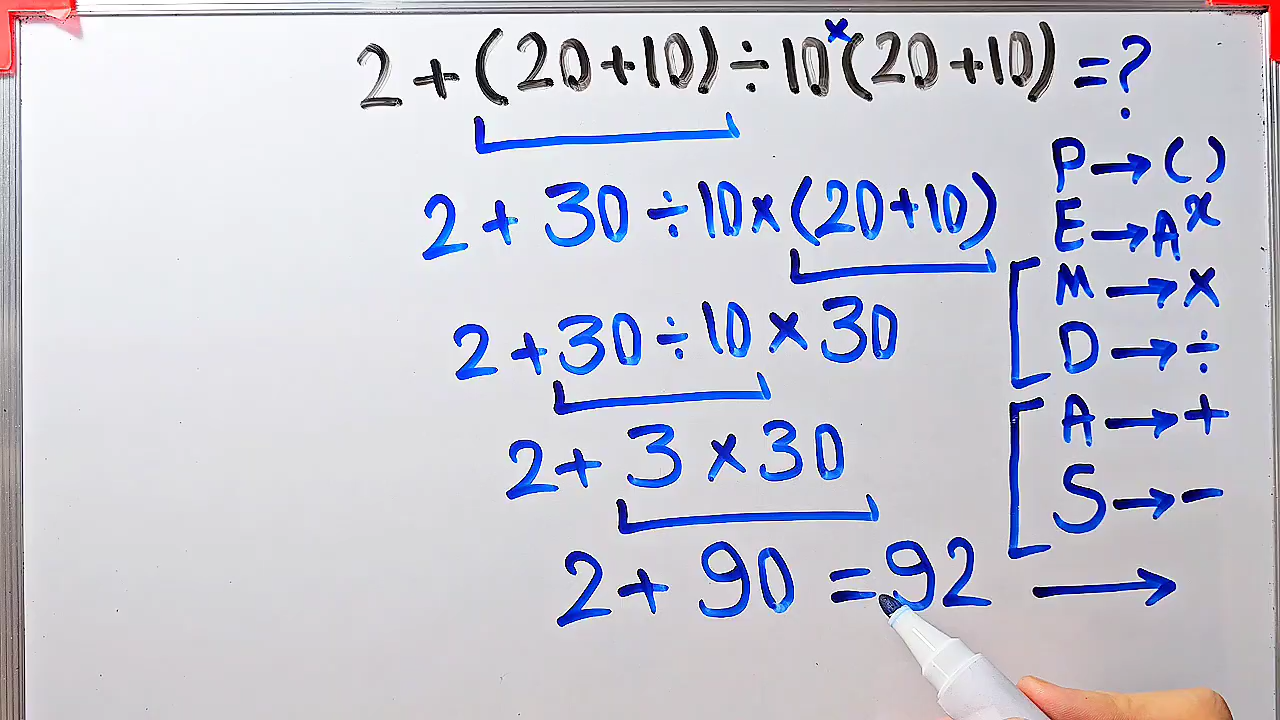 2 + (20+10) ÷ 10 × (20+10) = ?
P → ( )
2 + 30 ÷ 10 × (20+10)
E → Aˣ
M → ×
2 + 30 ÷ 10 × 30
D → ÷
A → +
2 + 3 × 30
S → −
2 + 90 = 92 →